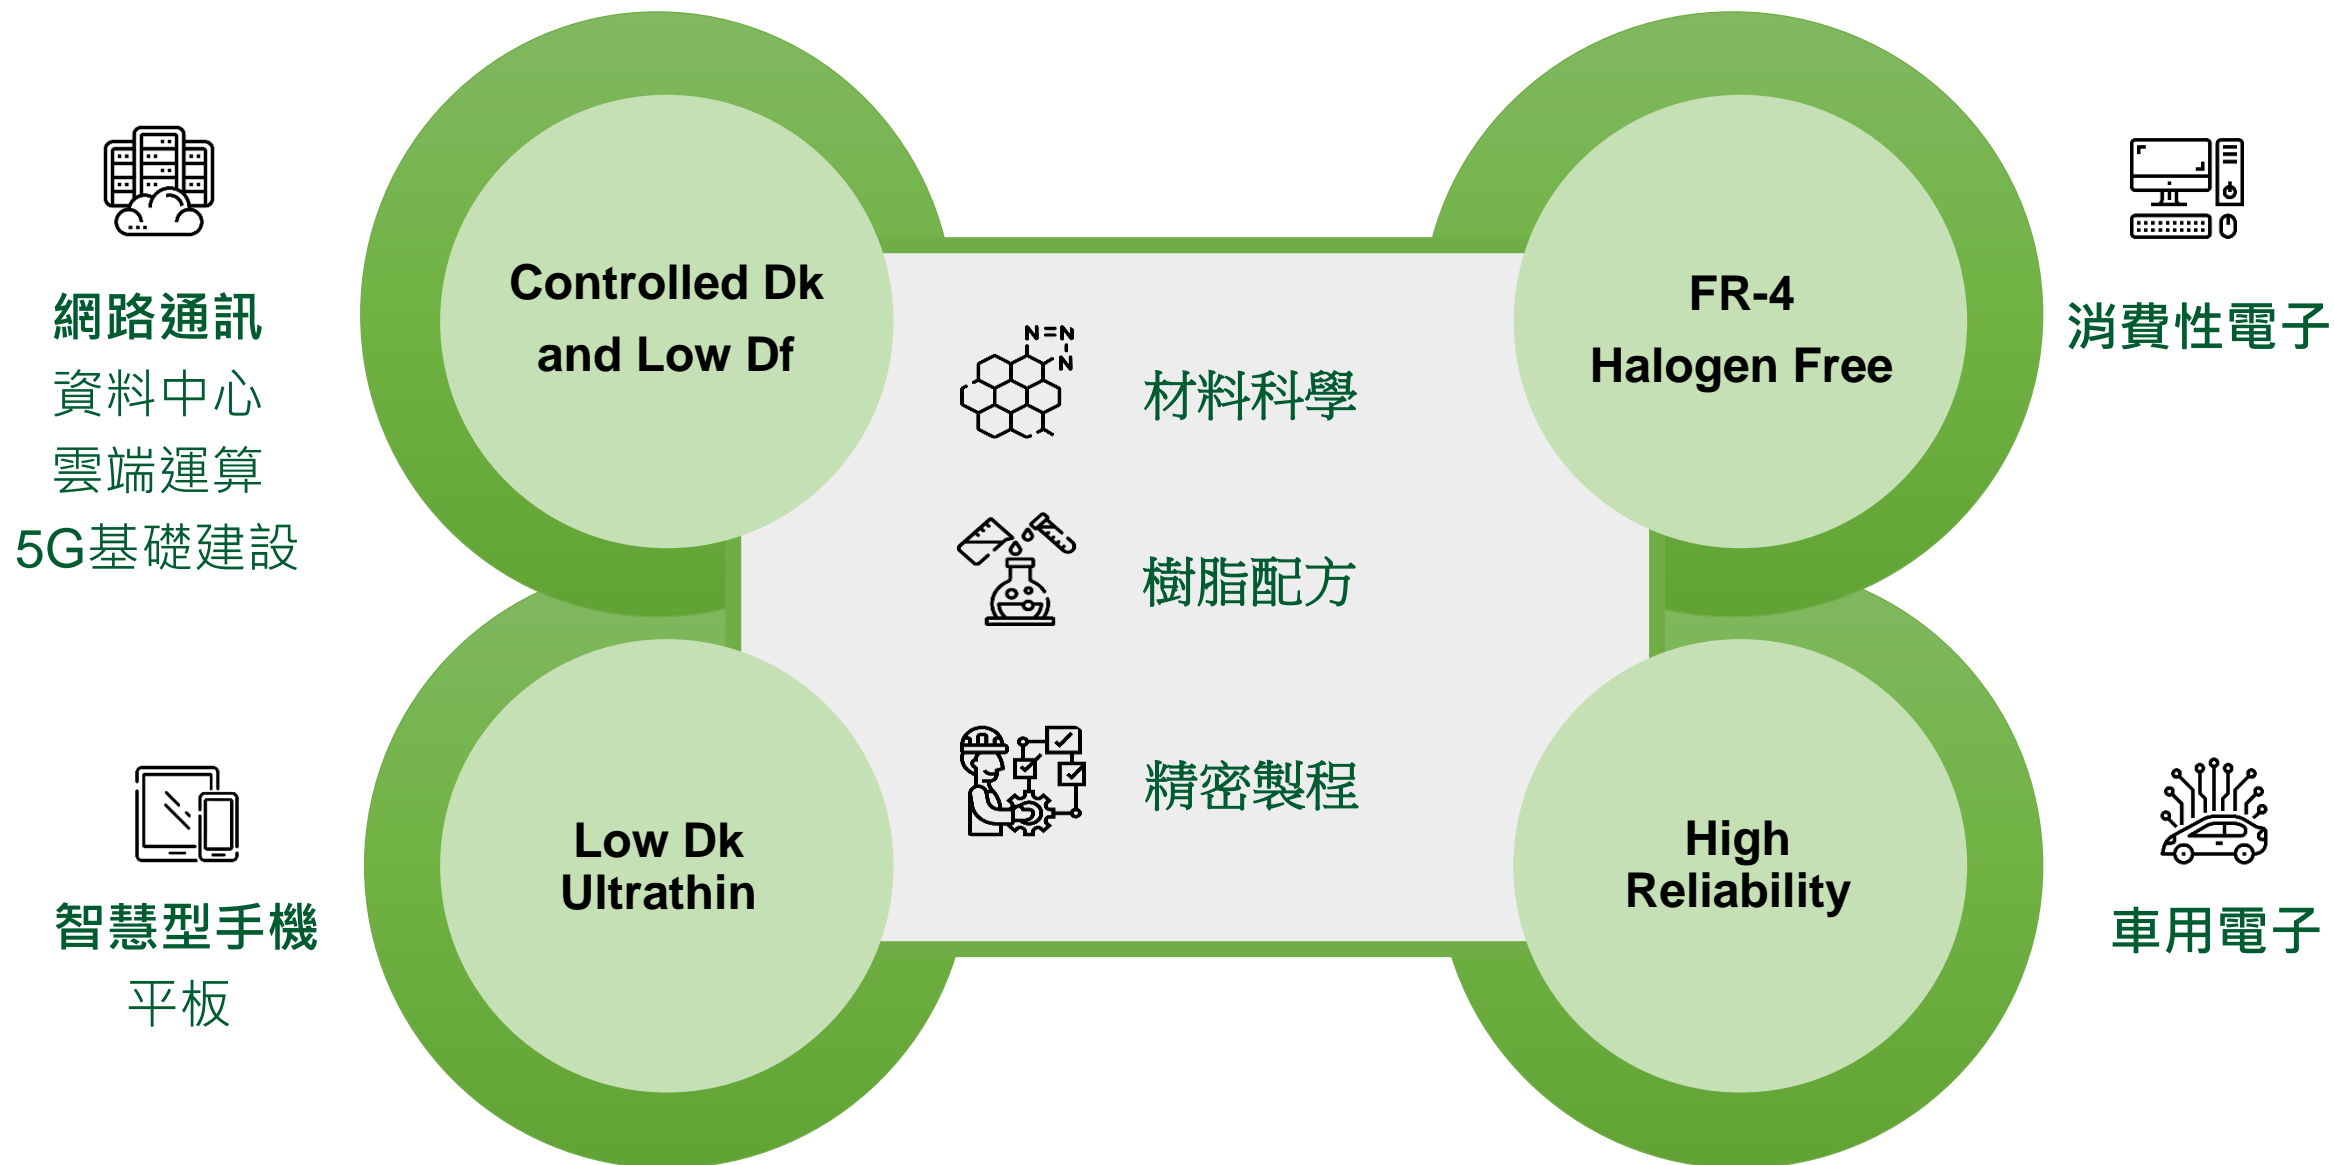 網路通訊
資料中心
雲端運算
5G基礎建設
Controlled Dk
and Low Df
FR-4
Halogen Free
消費性電子
N=N
N
材料科學
樹脂配方
精密製程
智慧型手機
平板
Low Dk
Ultrathin
High
Reliability
車用電子